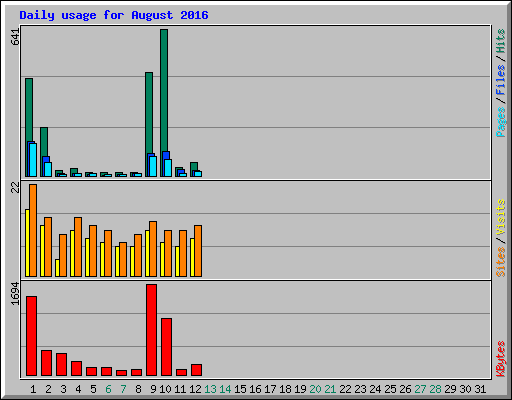 Daily usage for August 2016
641
Pages / Files / Hits
22
Sites / Visits
1694
KBytes
1 2 3 4 5 6 7 8 9 10 11 12 13 14 15 16 17 18 19 20 21 22 23 24 25 26 27 28 29 30 31